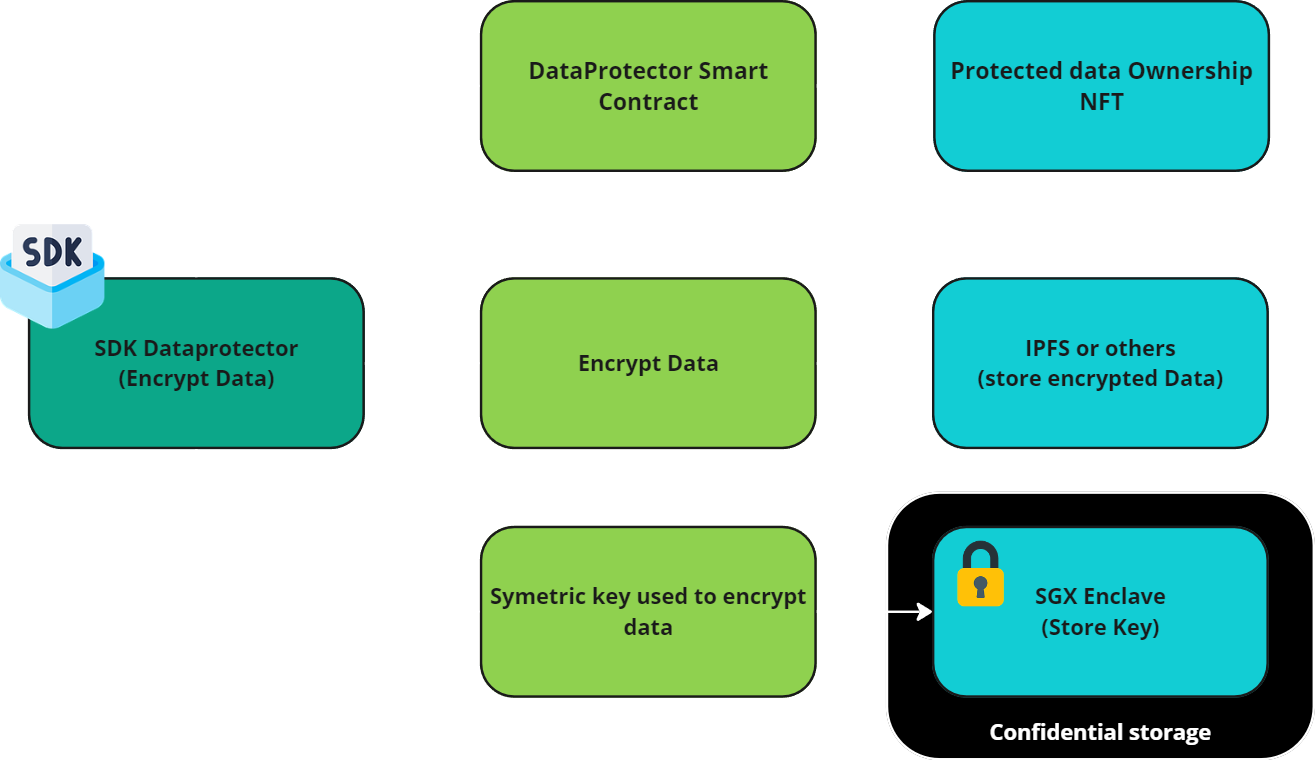 DataProtector Smart
Contract
Protected data Ownership
NFT
SDK
SDK Dataprotector
(Encrypt Data)
Encrypt Data
IPFS or others
(store encrypted Data)
Symetric key used to encrypt
data
SGX Enclave
(Store Key)
Confidential storage